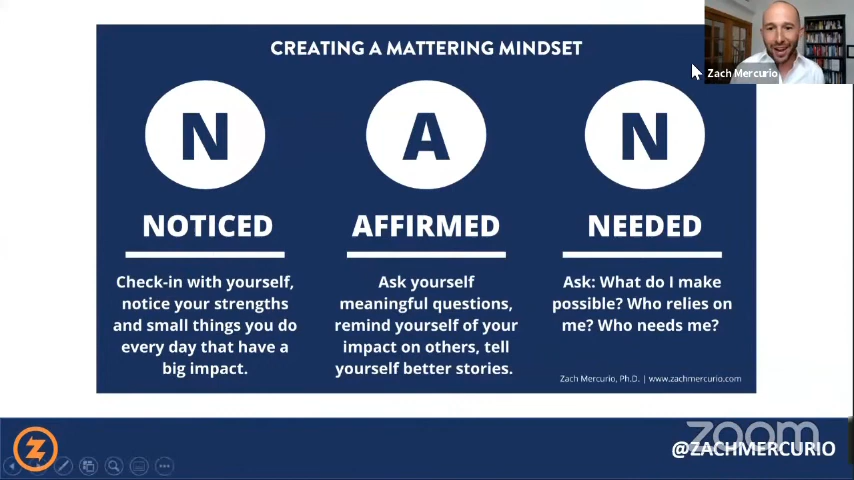 CREATING A MATTERING MINDSET
Zach Mercurio
N
A
N
NOTICED
AFFIRMED
NEEDED
Check-in with yourself,
notice your strengths
and small things you do
every day that have a
big impact.
Ask yourself
meaningful questions,
remind yourself of your
impact on others, tell
yourself better stories.
Ask: What do I make
possible? Who relies on
me? Who needs me?
Zach Mercurio, Ph.D. | www.zachmercurio.com
zoom
@ZACHMERCURIO